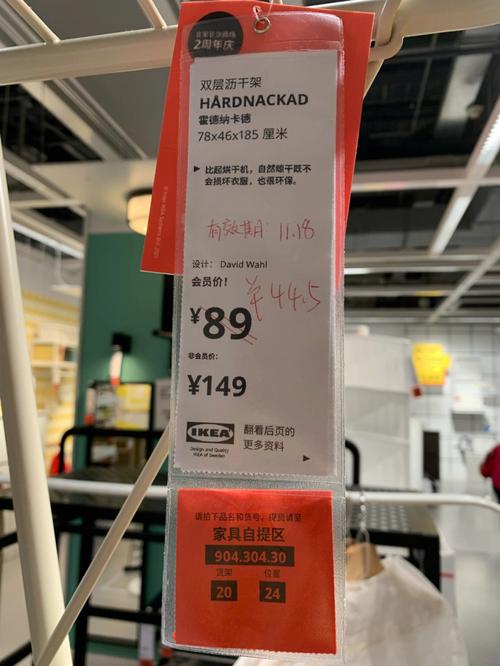 宜家长沙商场
2周年庆
双层沥干架
HÅRDNACKAD
霍德纳卡德
78x46x185 厘米
▶ 比起烘干机，自然晾干既不
会损坏衣服，也很环保。
有效期: 11.18
设计： David Wahl
会员价！
¥44.5
¥89
非会员价：
¥149
IKEA
Design and Quality
IKEA of Sweden
翻看后页的
更多资料
▶
请拍下品名和货号，提货请至
家具自提区
904.304.30
货架 位置
20 24